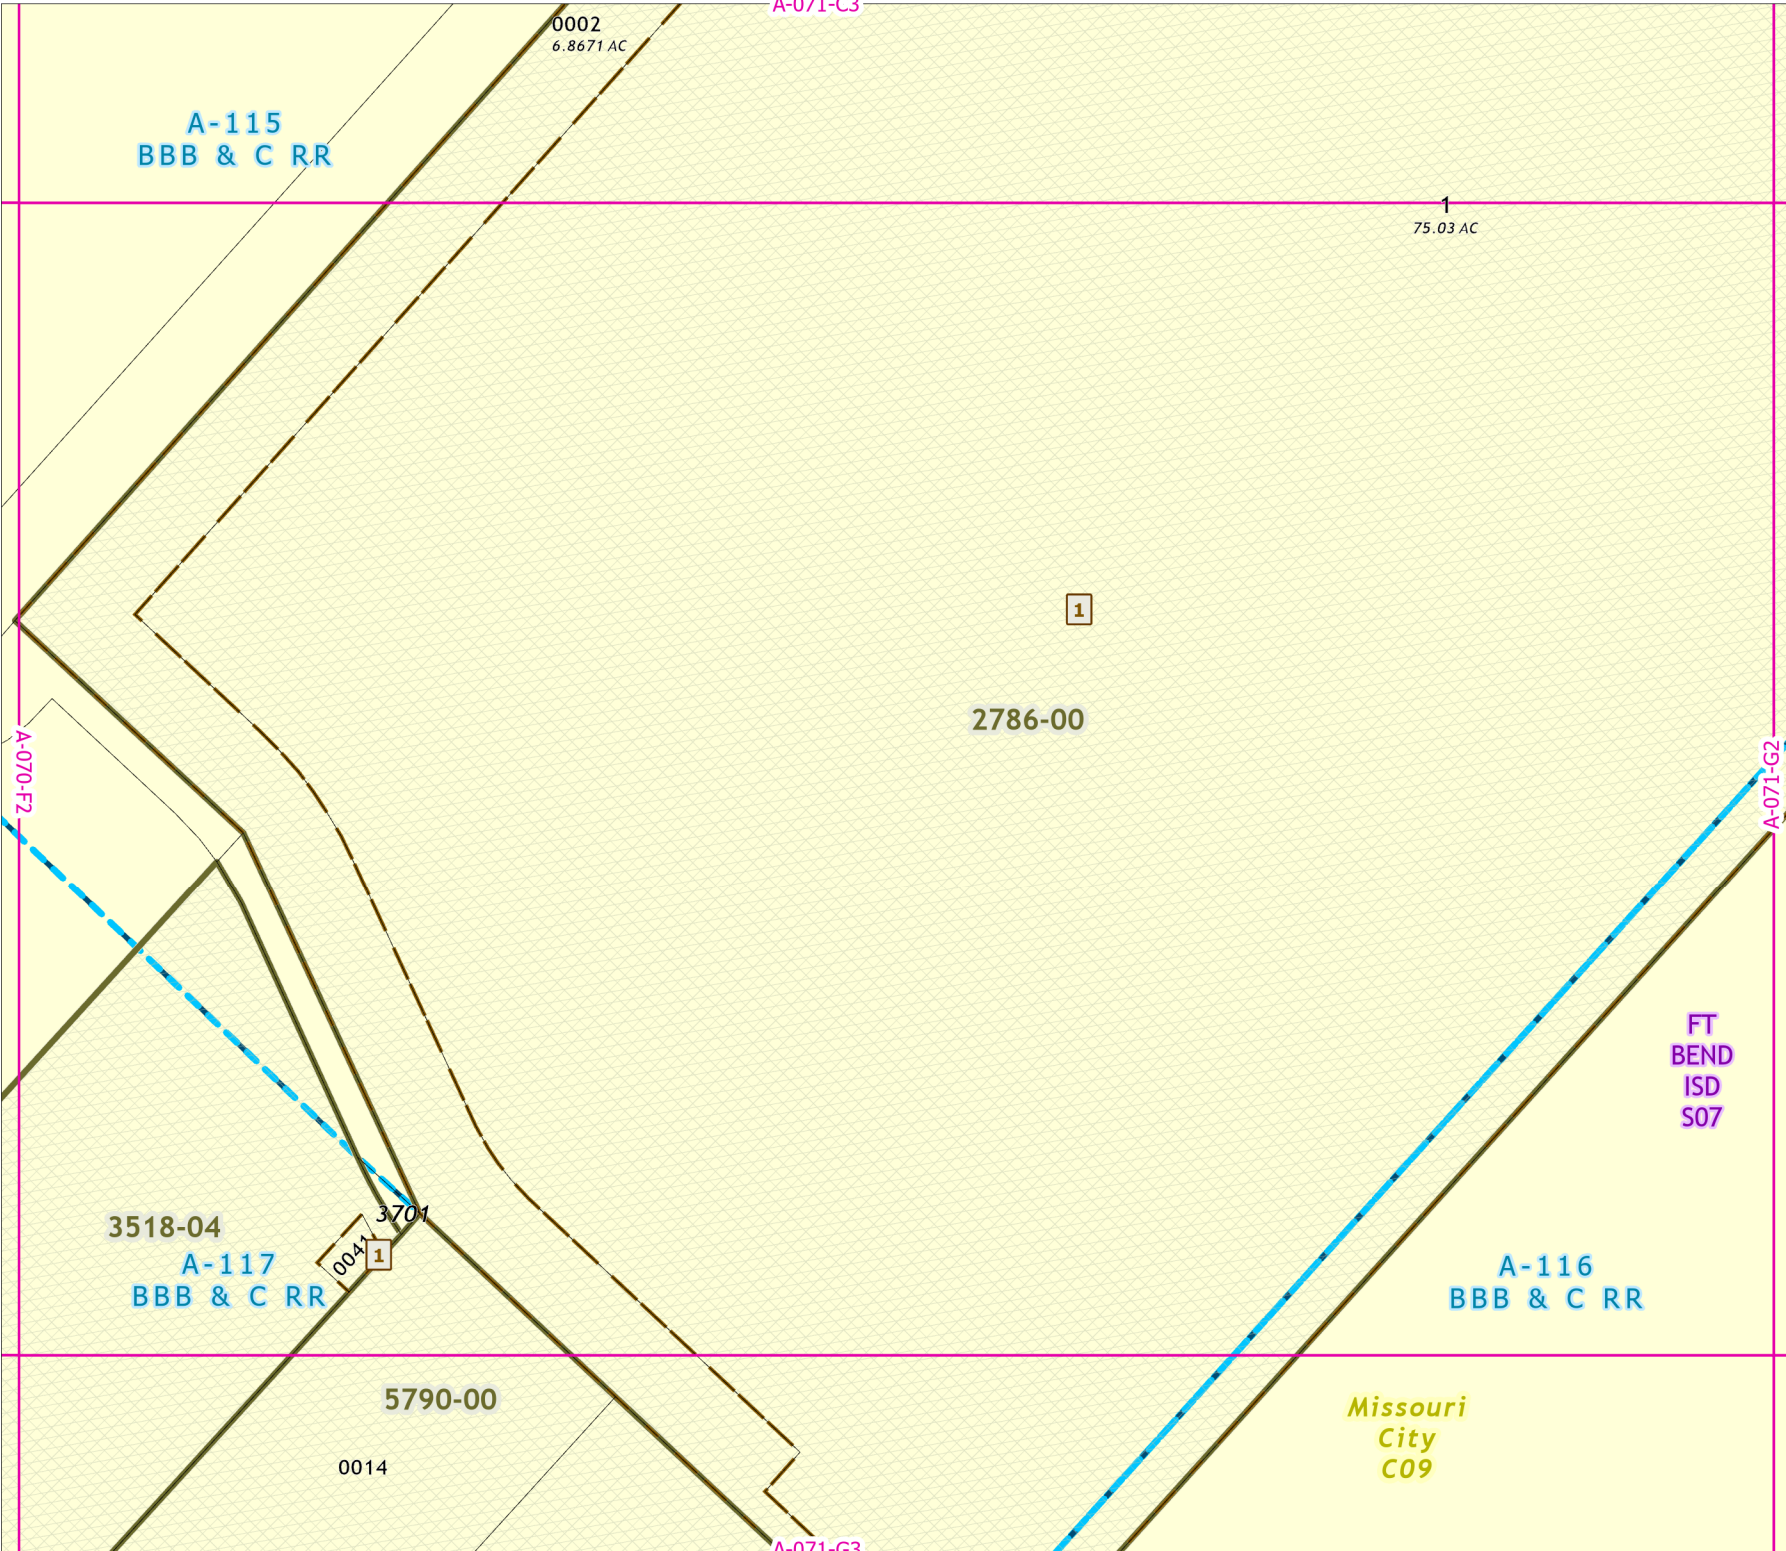 A-071-C3
0002
6.8671 AC
A-115
BBB & C RR
1
75.03 AC
1
2786-00
A-070-F2
A-071-G2
FT
BEND
ISD
S07
3701
0041
1
3518-04
A-117
BBB & C RR
A-116
BBB & C RR
5790-00
Missouri
City
C09
0014
A-071-G3